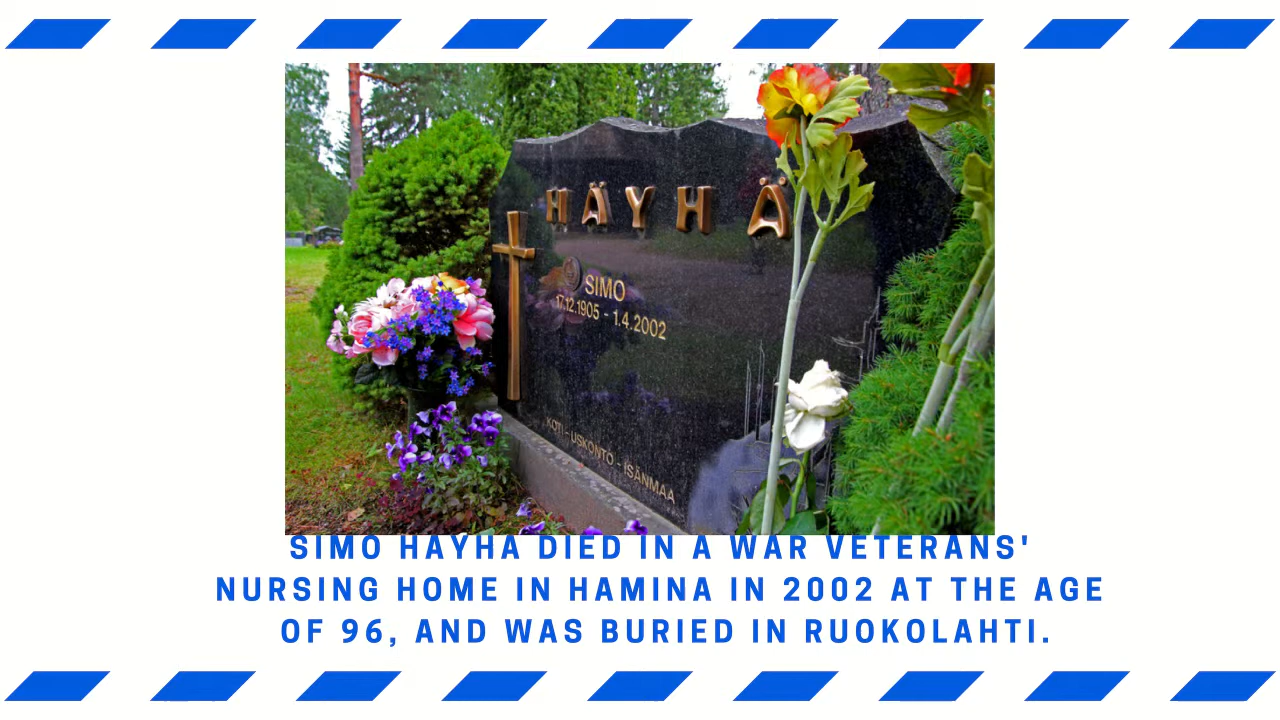 HÄYHÄ
SIMO
17.12.1905 - 1.4.2002
KOTI - USKONTO - ISÄNMAA
SIMO HAYHA DIED IN A WAR VETERANS'
NURSING HOME IN HAMINA IN 2002 AT THE AGE
OF 96, AND WAS BURIED IN RUOKOLAHTI.